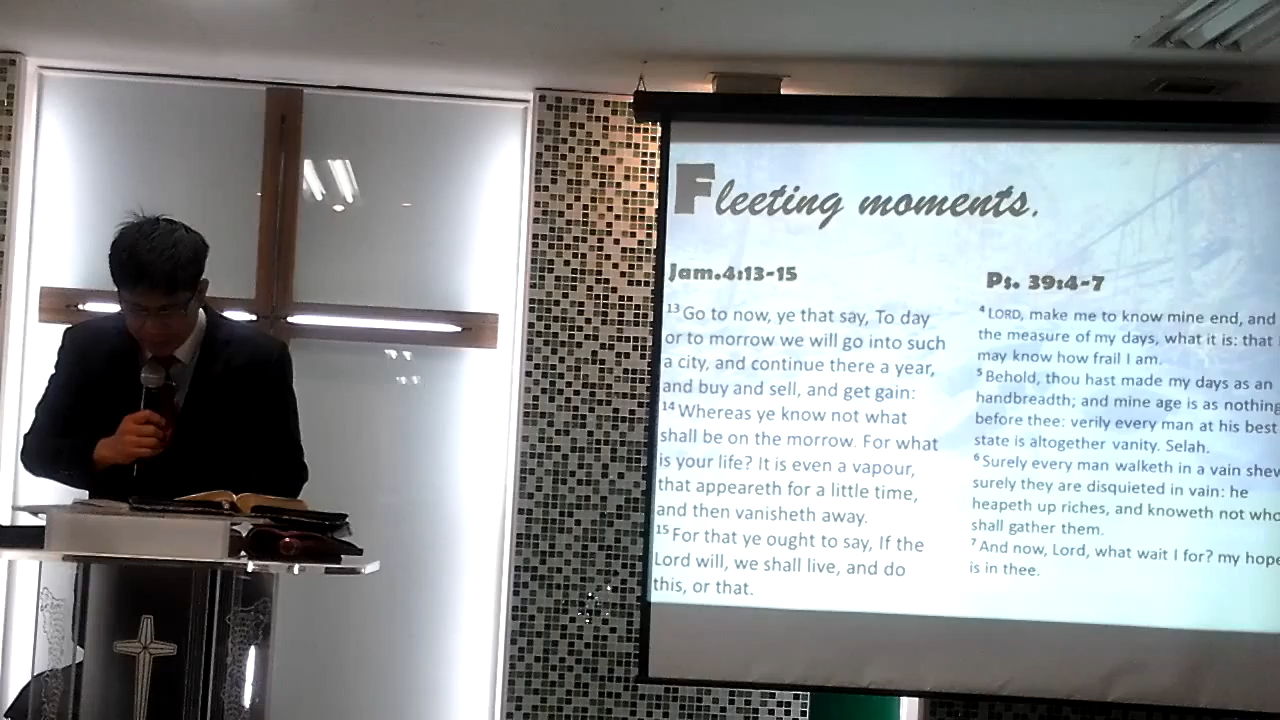 Fleeting moments.
Jam.4:13-15
13 Go to now, ye that say, To day
or to morrow we will go into such
a city, and continue there a year,
and buy and sell, and get gain:
14 Whereas ye know not what
shall be on the morrow. For what
is your life? It is even a vapour,
that appeareth for a little time,
and then vanisheth away.
15 For that ye ought to say, If the
Lord will, we shall live, and do
this, or that.
Ps. 39:4-7
4 LORD, make me to know mine end, and
the measure of my days, what it is: that
may know how frail I am.
5 Behold, thou hast made my days as an
handbreadth; and mine age is as nothing
before thee: verily every man at his best
state is altogether vanity. Selah.
6 Surely every man walketh in a vain shew
surely they are disquieted in vain: he
heapeth up riches, and knoweth not who
shall gather them.
7 And now, Lord, what wait I for? my hope
is in thee.